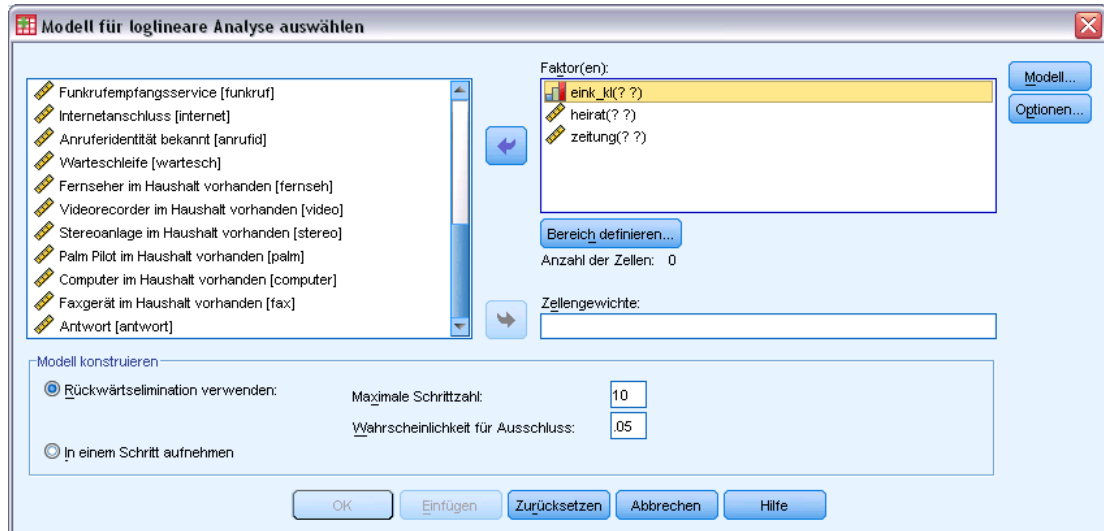 Modell für loglineare Analyse auswählen
Funkrufempfangsservice [funkruf]
Internetanschluss [internet]
Anruferidentität bekannt [anrufid]
Warteschleife [wartesch]
Fernseher im Haushalt vorhanden [fernseh]
Videorecorder im Haushalt vorhanden [video]
Stereoanlage im Haushalt vorhanden [stereo]
Palm Pilot im Haushalt vorhanden [palm]
Computer im Haushalt vorhanden [computer]
Faxgerät im Haushalt vorhanden [fax]
Antwort [antwort]
Faktor(en):
eink_kl(? ?)
heirat(? ?)
zeitung(? ?)
Bereich definieren...
Anzahl der Zellen: 0
Zellengewichte:
Modell...
Optionen...
Modell konstruieren
Rückwärtselimination verwenden:
Maximale Schrittzahl: 10
Wahrscheinlichkeit für Ausschluss: .05
In einem Schritt aufnehmen
OK Einfügen Zurücksetzen Abbrechen Hilfe